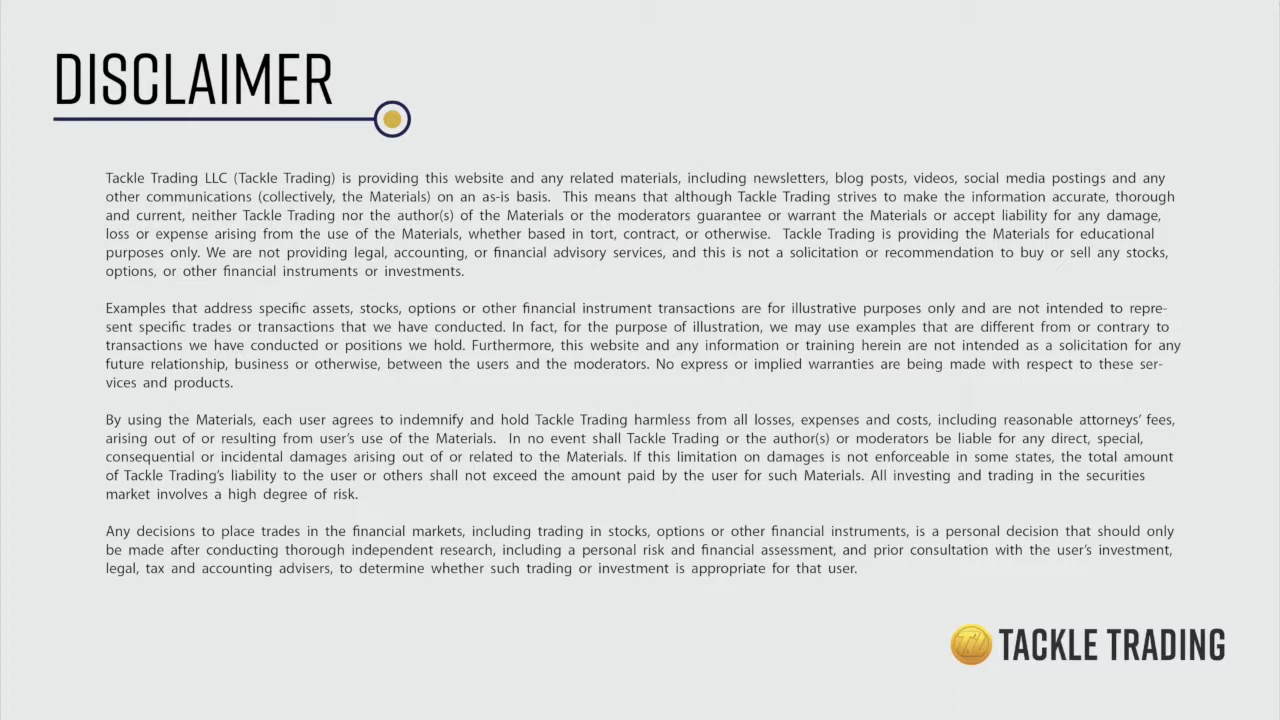 DISCLAIMER
Tackle Trading LLC (Tackle Trading) is providing this website and any related materials, including newsletters, blog posts, videos, social media postings and any
other communications (collectively, the Materials) on an as-is basis.  This means that although Tackle Trading strives to make the information accurate, thorough
and current, neither Tackle Trading nor the author(s) of the Materials or the moderators guarantee or warrant the Materials or accept liability for any damage,
loss or expense arising from the use of the Materials, whether based in tort, contract, or otherwise.  Tackle Trading is providing the Materials for educational
purposes only. We are not providing legal, accounting, or financial advisory services, and this is not a solicitation or recommendation to buy or sell any stocks,
options, or other financial instruments or investments.
Examples that address specific assets, stocks, options or other financial instrument transactions are for illustrative purposes only and are not intended to repre-
sent specific trades or transactions that we have conducted. In fact, for the purpose of illustration, we may use examples that are different from or contrary to
transactions we have conducted or positions we hold. Furthermore, this website and any information or training herein are not intended as a solicitation for any
future relationship, business or otherwise, between the users and the moderators. No express or implied warranties are being made with respect to these ser-
vices and products.
By using the Materials, each user agrees to indemnify and hold Tackle Trading harmless from all losses, expenses and costs, including reasonable attorneys’ fees,
arising out of or resulting from user’s use of the Materials.  In no event shall Tackle Trading or the author(s) or moderators be liable for any direct, special,
consequential or incidental damages arising out of or related to the Materials. If this limitation on damages is not enforceable in some states, the total amount
of Tackle Trading’s liability to the user or others shall not exceed the amount paid by the user for such Materials. All investing and trading in the securities
market involves a high degree of risk.
Any decisions to place trades in the financial markets, including trading in stocks, options or other financial instruments, is a personal decision that should only
be made after conducting thorough independent research, including a personal risk and financial assessment, and prior consultation with the user’s investment,
legal, tax and accounting advisers, to determine whether such trading or investment is appropriate for that user.
TACKLE TRADING